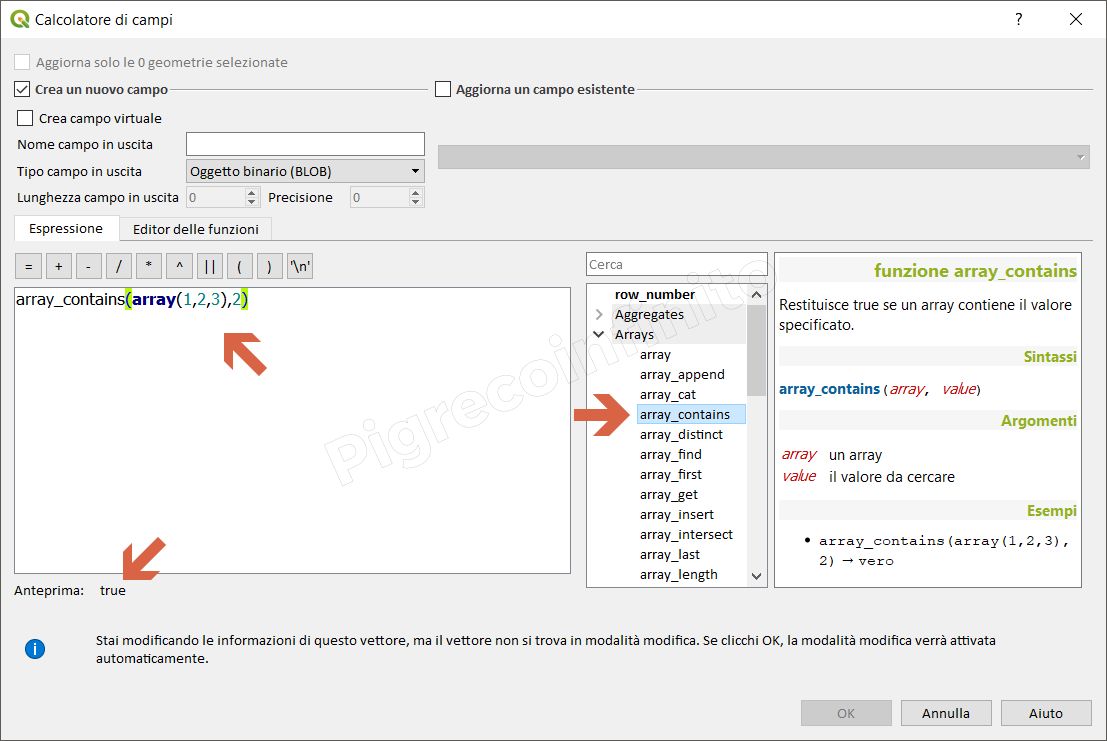 Calcolatore di campi
?
Aggiorna solo le 0 geometrie selezionate
Crea un nuovo campo
Aggiorna un campo esistente
Crea campo virtuale
Nome campo in uscita
Tipo campo in uscita
Oggetto binario (BLOB)
Lunghezza campo in uscita
0
Precisione
0
Espressione
Editor delle funzioni
= + - / * ^ || ( ) '\n'
array_contains(array(1,2,3),2)
Anteprima: true
Cerca
row_number
Aggregates
Arrays
array
array_append
array_cat
array_contains
array_distinct
array_find
array_first
array_get
array_insert
array_intersect
array_last
array_length
funzione array_contains
Restituisce true se un array contiene il valore
specificato.
Sintassi
array_contains(array, value)
Argomenti
array un array
value il valore da cercare
Esempi
• array_contains(array(1,2,3),
2) → vero
Pigrecoinfinito
i
Stai modificando le informazioni di questo vettore, ma il vettore non si trova in modalità modifica. Se clicchi OK, la modalità modifica verrà attivata
automaticamente.
OK
Annulla
Aiuto